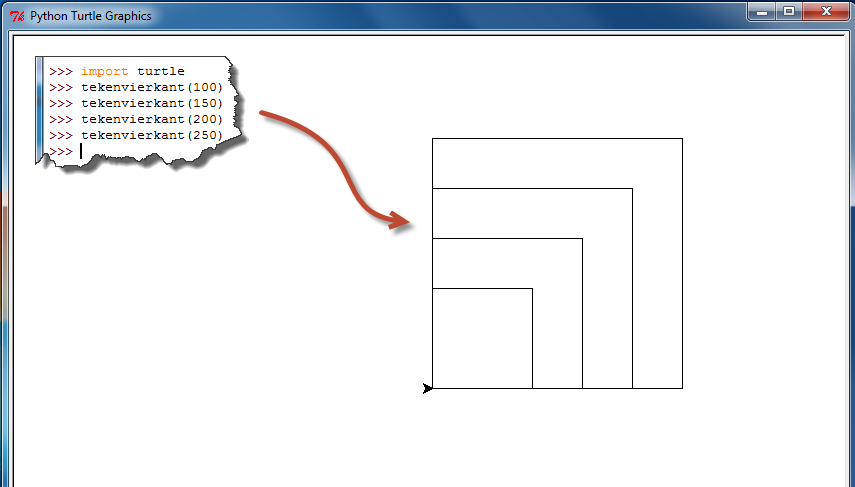 Python Turtle Graphics
>>> import turtle
>>> tekenvierkant(100)
>>> tekenvierkant(150)
>>> tekenvierkant(200)
>>> tekenvierkant(250)
>>>